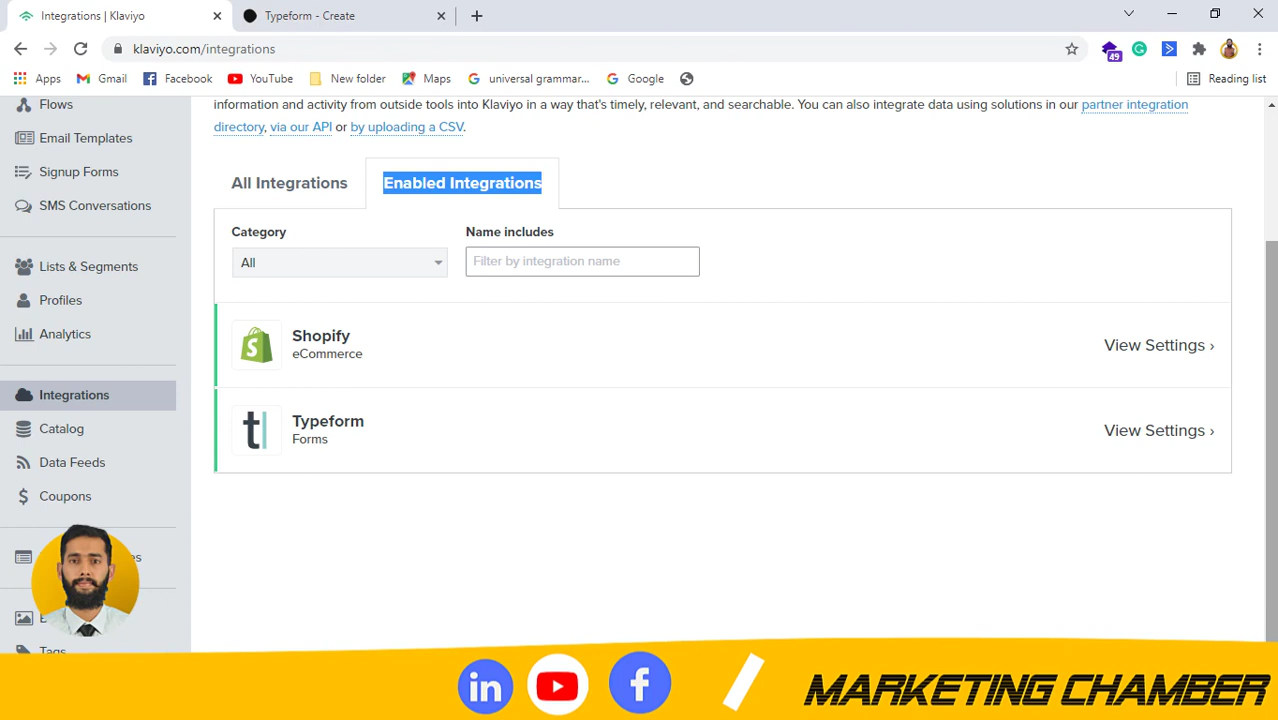 Integrations | Klaviyo
Typeform - Create
klaviyo.com/integrations
49
Apps
Gmail
Facebook
YouTube
New folder
Maps
universal grammar...
Google
Reading list
Flows
Email Templates
Signup Forms
SMS Conversations
Lists & Segments
Profiles
Analytics
Integrations
Catalog
Data Feeds
Coupons
Tags
information and activity from outside tools into Klaviyo in a way that's timely, relevant, and searchable. You can also integrate data using solutions in our partner integration
directory, via our API or by uploading a CSV.
All Integrations
Enabled Integrations
Category
Name includes
All
Filter by integration name
Shopify
eCommerce
View Settings ›
Typeform
Forms
View Settings ›
in
f
MARKETING CHAMBER